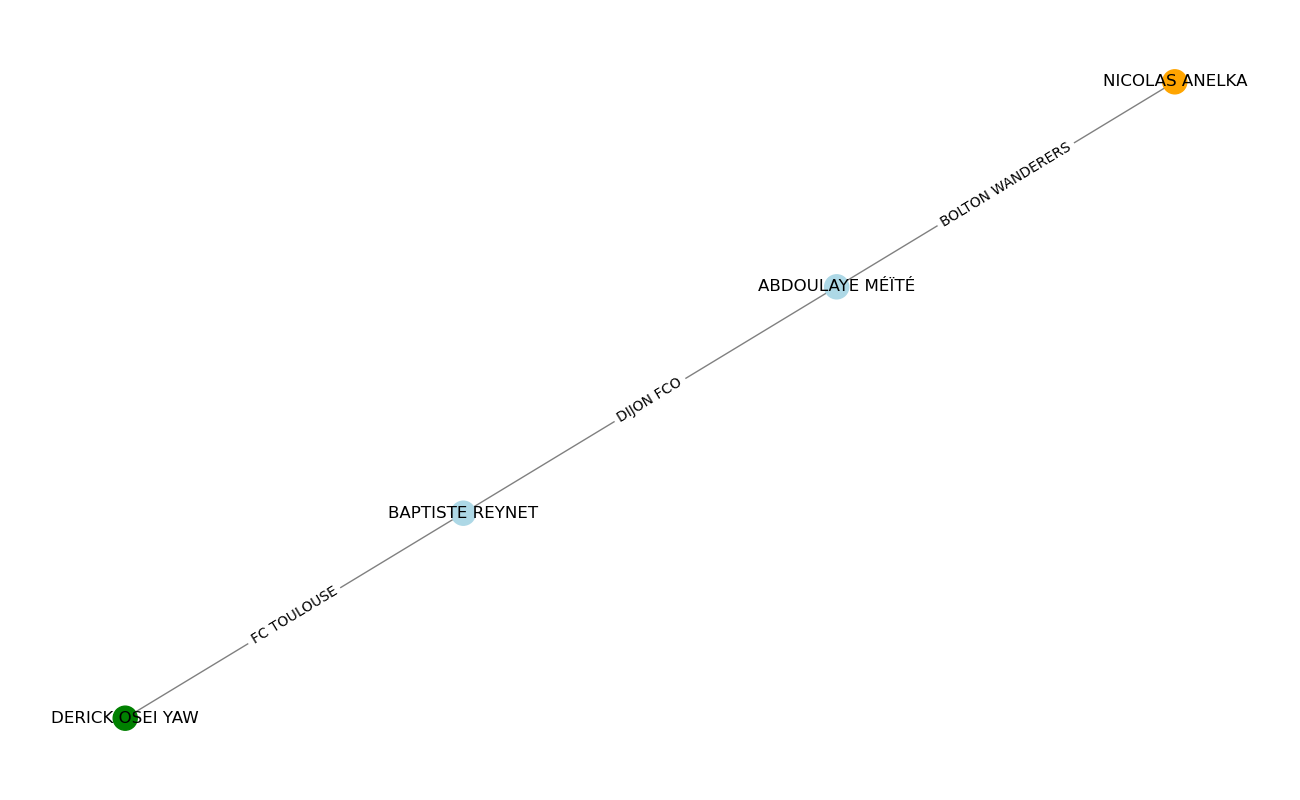 NICOLAS ANELKA
BOLTON WANDERERS
ABDOULAYE MÉÏTÉ
DIJON FCO
BAPTISTE REYNET
FC TOULOUSE
DERICK OSEI YAW